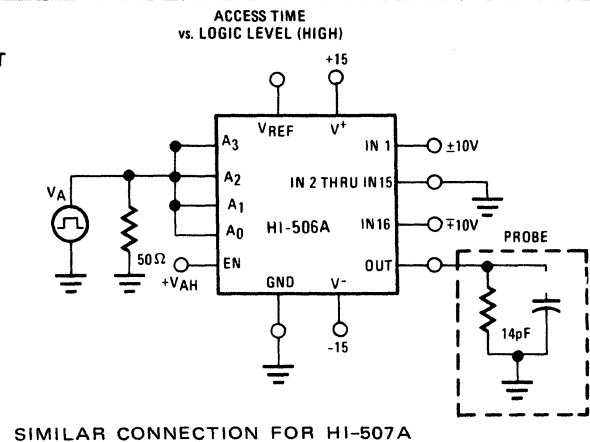 ACCESS TIME
vs. LOGIC LEVEL (HIGH)
T
+15
VREF
V+
A3
IN 1
±10V
VA
A2
IN 2 THRU IN15
A1
HI-506A
A0
IN16
∓10V
50Ω
PROBE
EN
OUT
+VAH
GND
V-
14pF
-15
SIMILAR CONNECTION FOR HI-507A